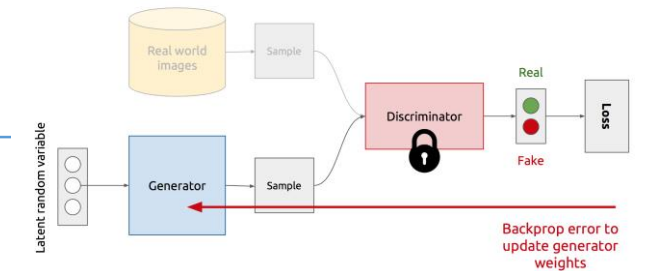 Real world
images
Sample
Real
Discriminator
Loss
Fake
Latent random variable
Generator
Sample
Backprop error to
update generator
weights